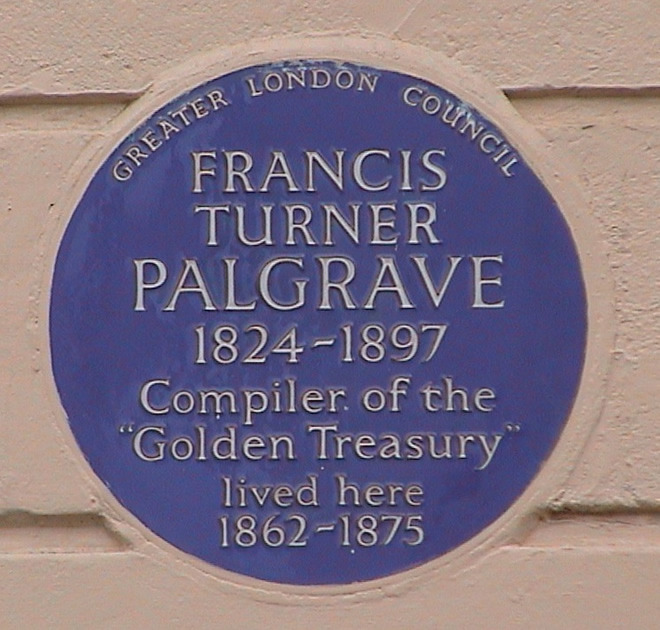 GREATER LONDON COUNCIL
FRANCIS
TURNER
PALGRAVE
1824-1897
Compiler of the
"Golden Treasury"
lived here
1862-1875